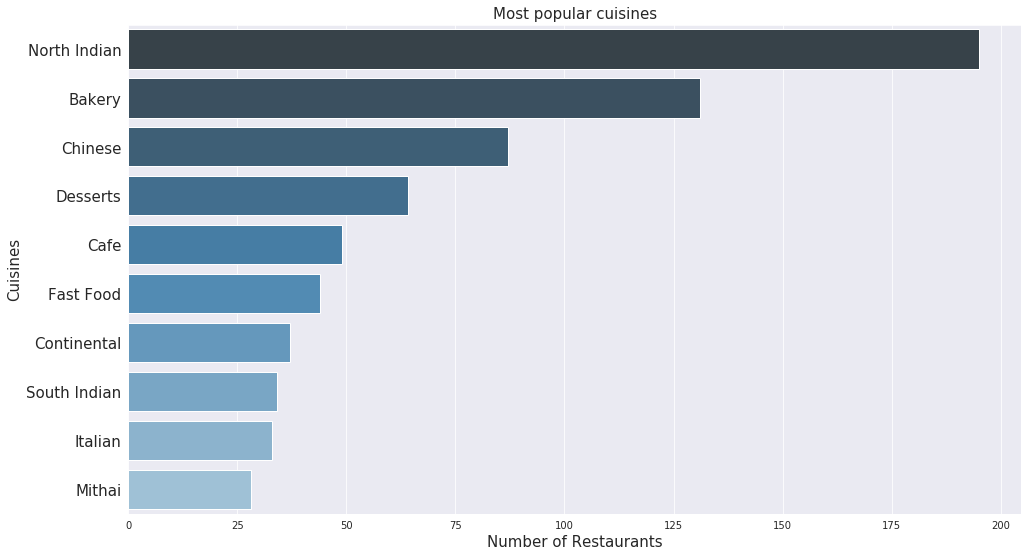 Most popular cuisines
Cuisines
North Indian
Bakery
Chinese
Desserts
Cafe
Fast Food
Continental
South Indian
Italian
Mithai
0 25 50 75 100 125 150 175 200
Number of Restaurants